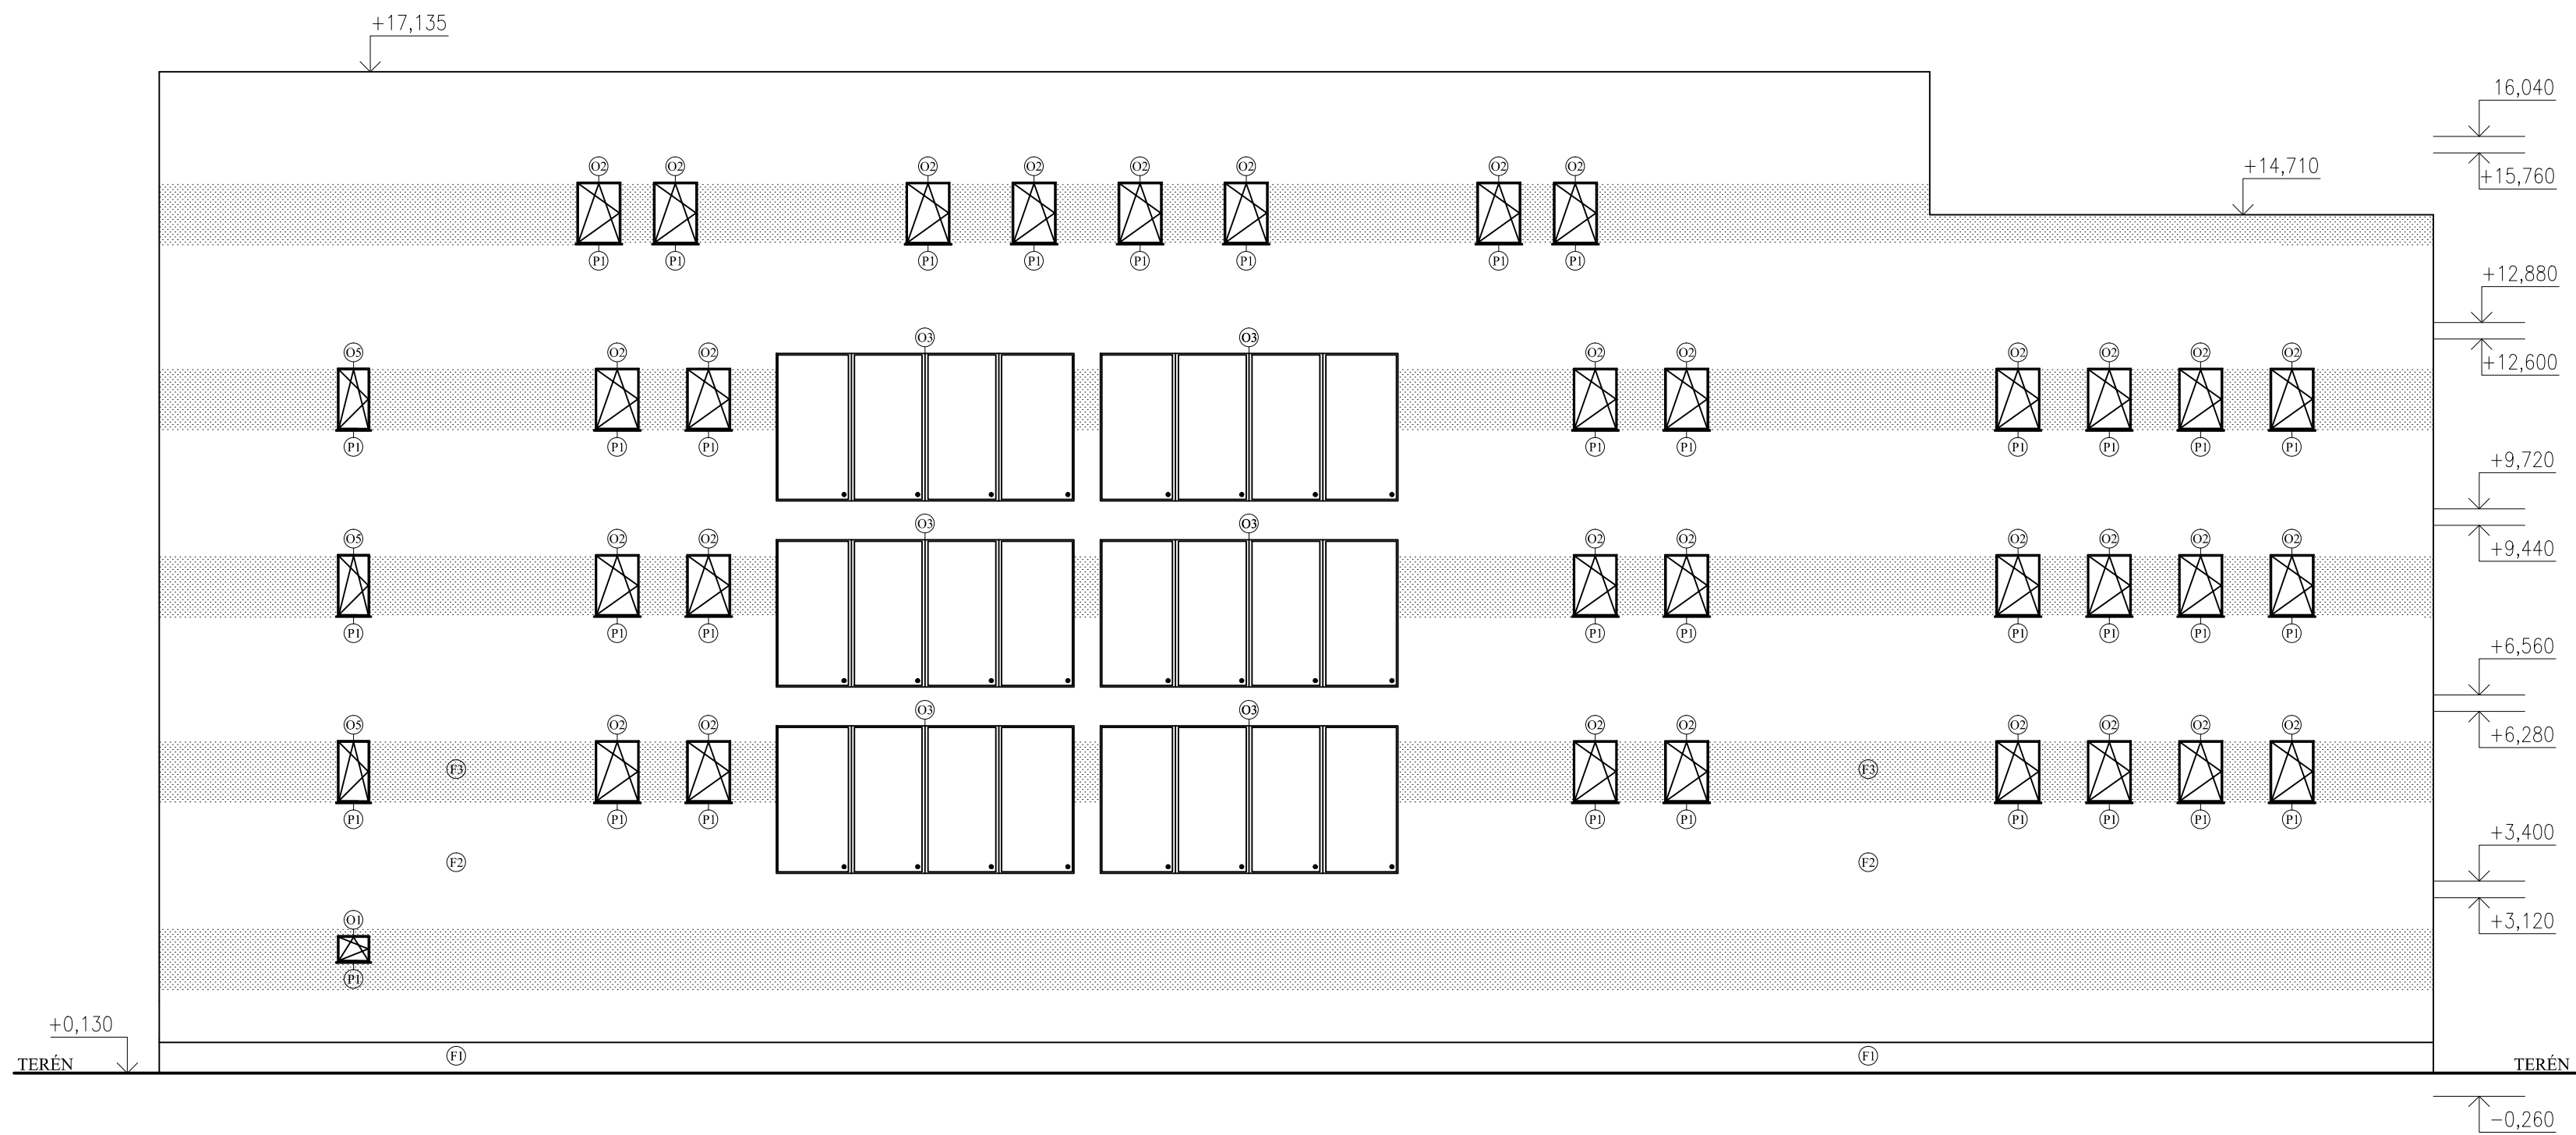 +17,135
16,040
+15,760
+14,710
O2 O2 O2 O2 O2 O2 O2 O2
P1 P1 P1 P1 P1 P1 P1 P1
+12,880
+12,600
O3 O3
O5 O2 O2 O2 O2 O2 O2 O2 O2
P1 P1 P1 P1 P1 P1 P1 P1 P1
+9,720
+9,440
O3 O3
O5 O2 O2 O2 O2 O2 O2 O2 O2
P1 P1 P1 P1 P1 P1 P1 P1 P1
+6,560
+6,280
O3 O3
O5 O2 O2 O2 O2 O2 O2 O2 O2
F3 F3
P1 P1 P1 P1 P1 P1 P1 P1 P1
+3,400
F2 F2
+3,120
O1
P1
+0,130
F1 F1
TERÉN TERÉN
-0,260